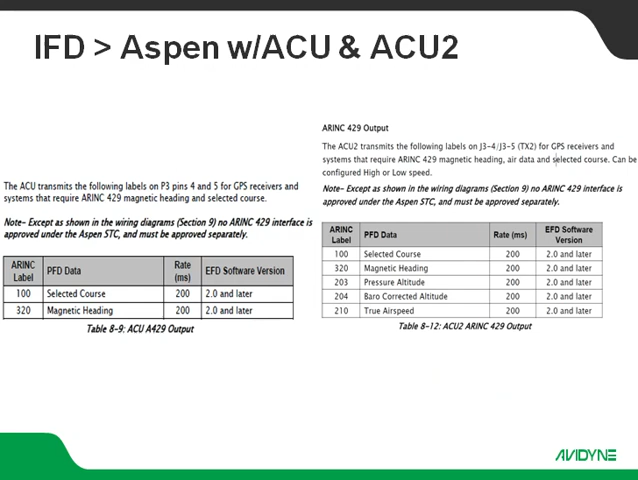 IFD > Aspen w/ACU & ACU2
The ACU transmits the following labels on P3 pins 4 and 5 for GPS receivers and
systems that require ARINC 429 magnetic heading and selected course.
Note- Except as shown in the wiring diagrams (Section 9) no ARINC 429 interface is
approved under the Aspen STC, and must be approved separately.
ARINC Label PFD Data Rate (ms) EFD Software Version
100 Selected Course 200 2.0 and later
320 Magnetic Heading 200 2.0 and later
Table 8-9: ACU A429 Output
ARINC 429 Output
The ACU2 transmits the following labels on J3-4/J3-5 (TX2) for GPS receivers and
systems that require ARINC 429 magnetic heading, air data and selected course. Can be
configured High or Low speed.
Note- Except as shown in the wiring diagrams (Section 9) no ARINC 429 interface is
approved under the Aspen STC, and must be approved separately.
ARINC Label PFD Data Rate (ms) EFD Software Version
100 Selected Course 200 2.0 and later
320 Magnetic Heading 200 2.0 and later
203 Pressure Altitude 200 2.0 and later
204 Baro Corrected Altitude 200 2.0 and later
210 True Airspeed 200 2.0 and later
Table 8-12: ACU2 ARINC 429 Output
AVIDYNE